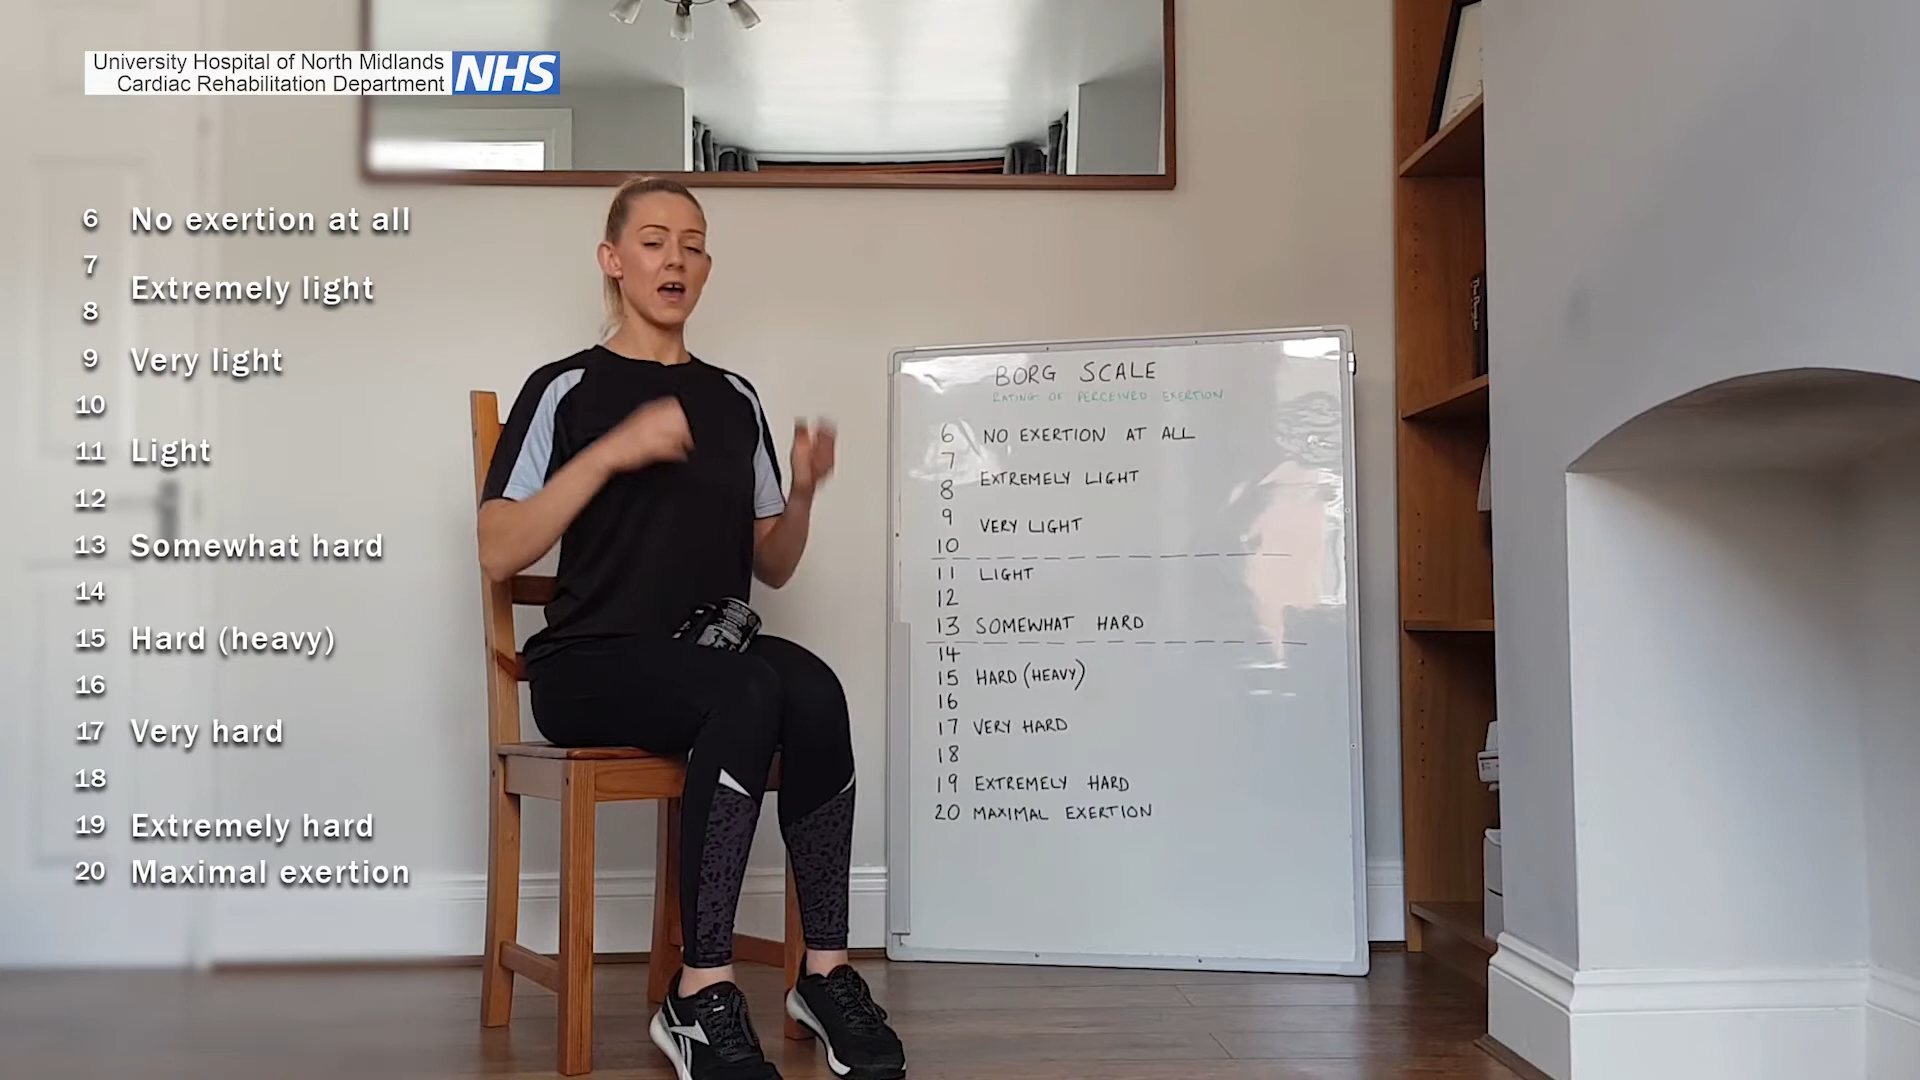 University Hospital of North Midlands
Cardiac Rehabilitation Department
NHS
6 No exertion at all
7
Extremely light
8
9 Very light
10
11 Light
12
13 Somewhat hard
14
15 Hard (heavy)
16
17 Very hard
18
19 Extremely hard
20 Maximal exertion
BORG SCALE
RATING OF PERCEIVED EXERTION
6 NO EXERTION AT ALL
7
EXTREMELY LIGHT
8
9
VERY LIGHT
10
11 LIGHT
12
13 SOMEWHAT HARD
14
15 HARD (HEAVY)
16
17 VERY HARD
18
19 EXTREMELY HARD
20 MAXIMAL EXERTION